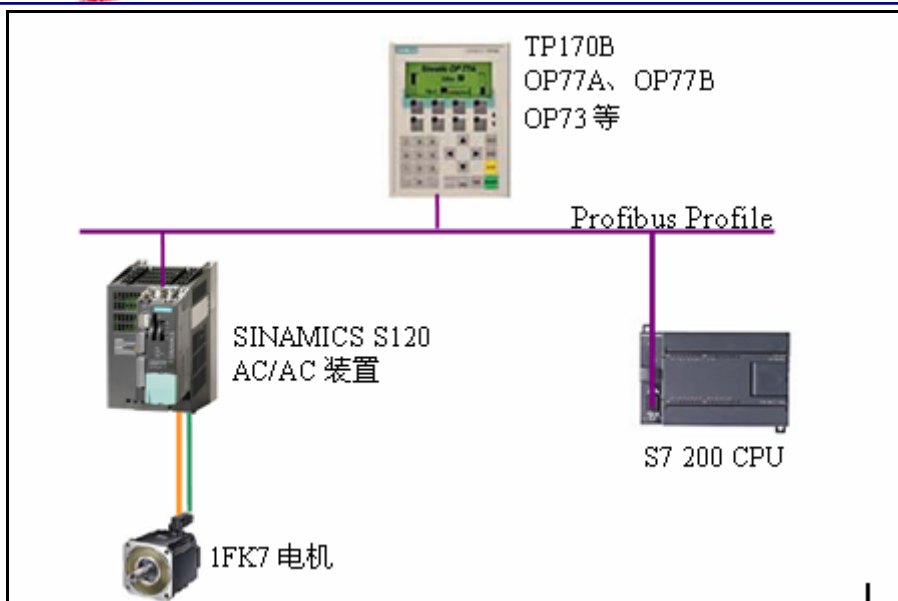 TP170B
OP77A、OP77B
OP73 等
Profibus Profile
SINAMICS S120
AC/AC 装置
S7 200 CPU
1FK7 电机